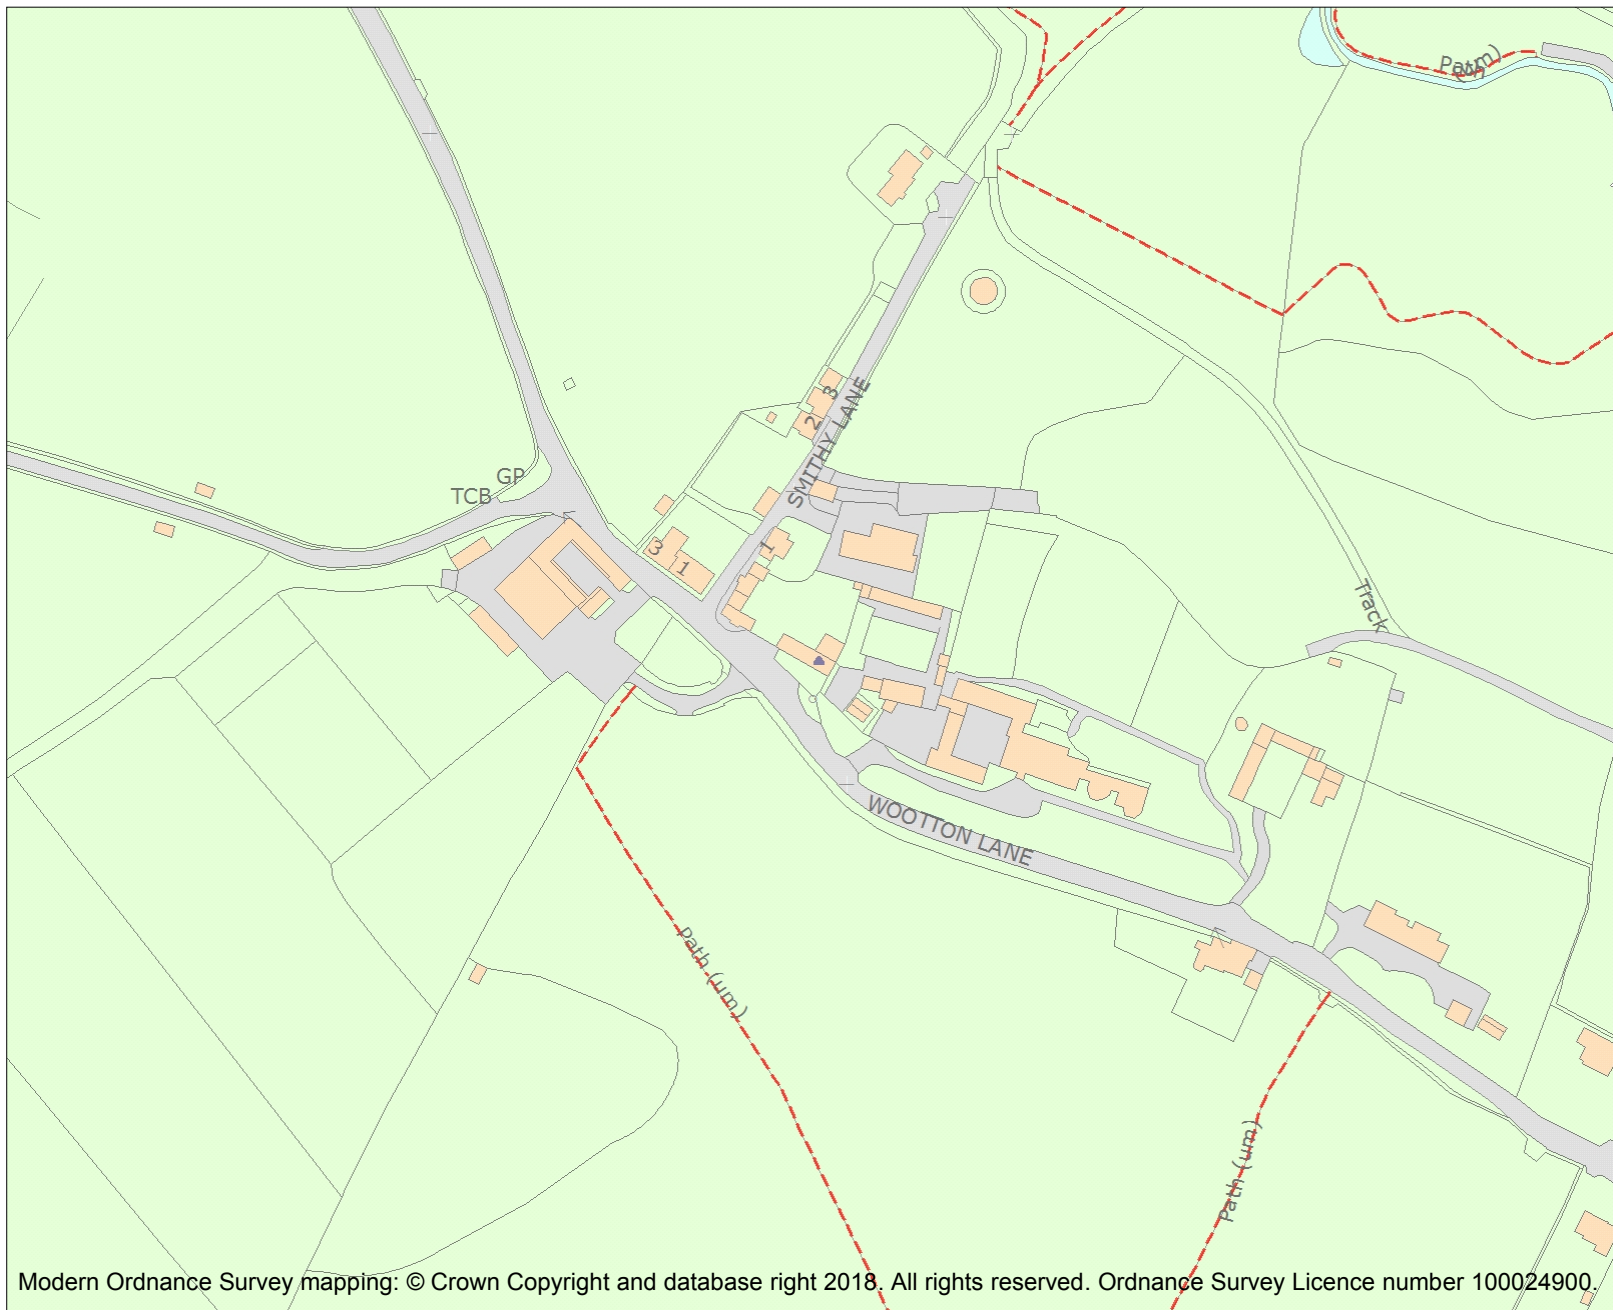 Path (um)
3
2
SMITHY LANE
GP
TCB
1
3
1
Track
WOOTTON LANE
Path (um)
Path (um)
Modern Ordnance Survey mapping: © Crown Copyright and database right 2018. All rights reserved. Ordnance Survey Licence number 100024900.